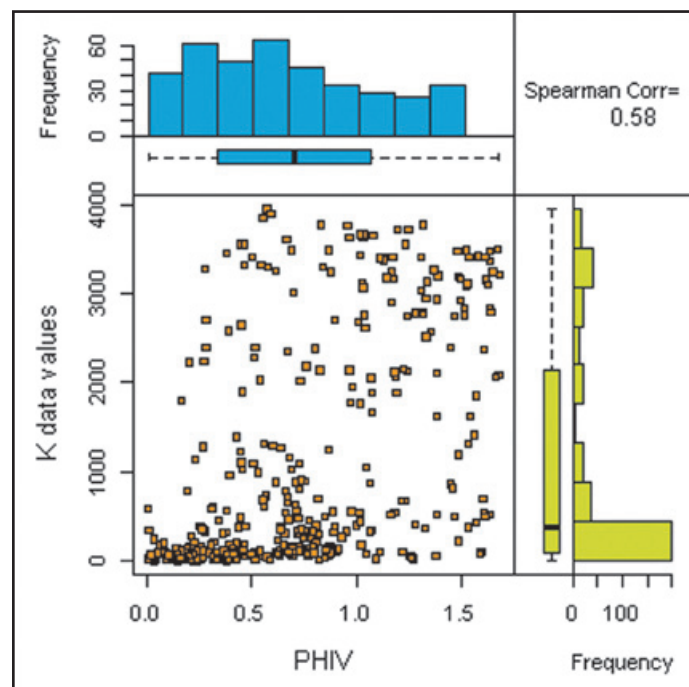 Frequency
60
30
0
Spearman Corr=
0.58
K data values
4000
3000
2000
1000
0
0.0 0.5 1.0 1.5
PHIV
0 100
Frequency